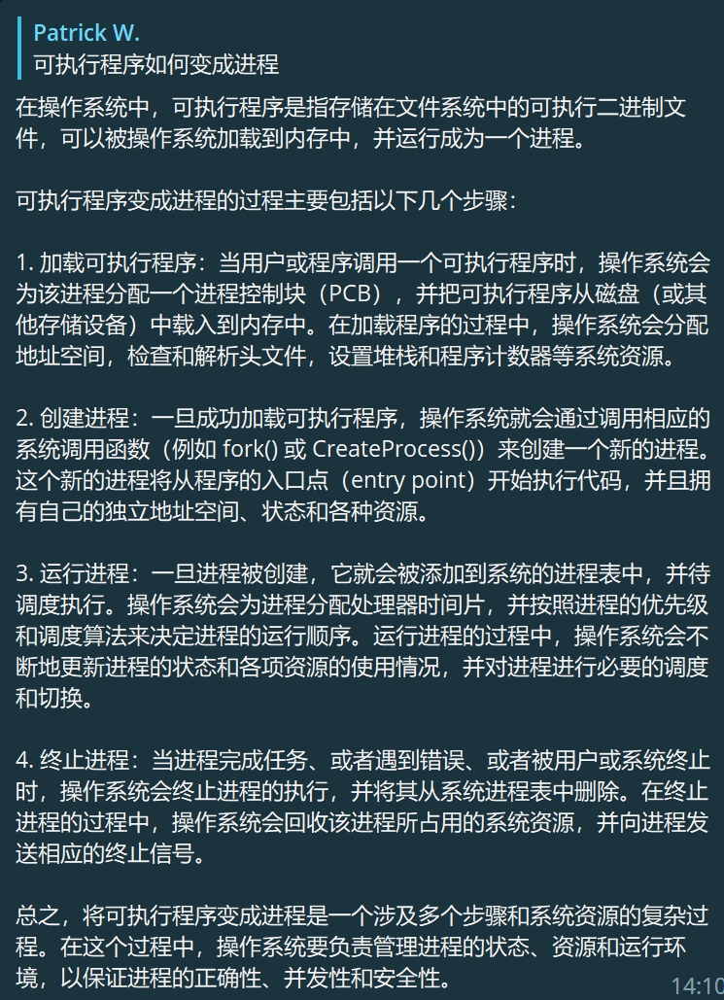 Patrick W.
可执行程序如何变成进程
在操作系统中，可执行程序是指存储在文件系统中的可执行二进制文
件，可以被操作系统加载到内存中，并运行成为一个进程。
可执行程序变成进程的过程主要包括以下几个步骤：
1. 加载可执行程序：当用户或程序调用一个可执行程序时，操作系统会
为该进程分配一个进程控制块（PCB），并把可执行程序从磁盘（或其
他存储设备）中载入到内存中。在加载程序的过程中，操作系统会分配
地址空间，检查和解析头文件，设置堆栈和程序计数器等系统资源。
2. 创建进程：一旦成功加载可执行程序，操作系统就会通过调用相应的
系统调用函数（例如 fork() 或 CreateProcess()）来创建一个新的进程。
这个新的进程将从程序的入口点（entry point）开始执行代码，并且拥
有自己的独立地址空间、状态和各种资源。
3. 运行进程：一旦进程被创建，它就会被添加到系统的进程表中，并待
调度执行。操作系统会为进程分配处理器时间片，并按照进程的优先级
和调度算法来决定进程的运行顺序。运行进程的过程中，操作系统会不
断地更新进程的状态和各项资源的使用情况，并对进程进行必要的调度
和切换。
4. 终止进程：当进程完成任务、或者遇到错误、或者被用户或系统终止
时，操作系统会终止进程的执行，并将其从系统进程表中删除。在终止
进程的过程中，操作系统会回收该进程所占用的系统资源，并向进程发
送相应的终止信号。
总之，将可执行程序变成进程是一个涉及多个步骤和系统资源的复杂过
程。在这个过程中，操作系统要负责管理进程的状态、资源和运行环
境，以保证进程的正确性、并发性和安全性。
14:10